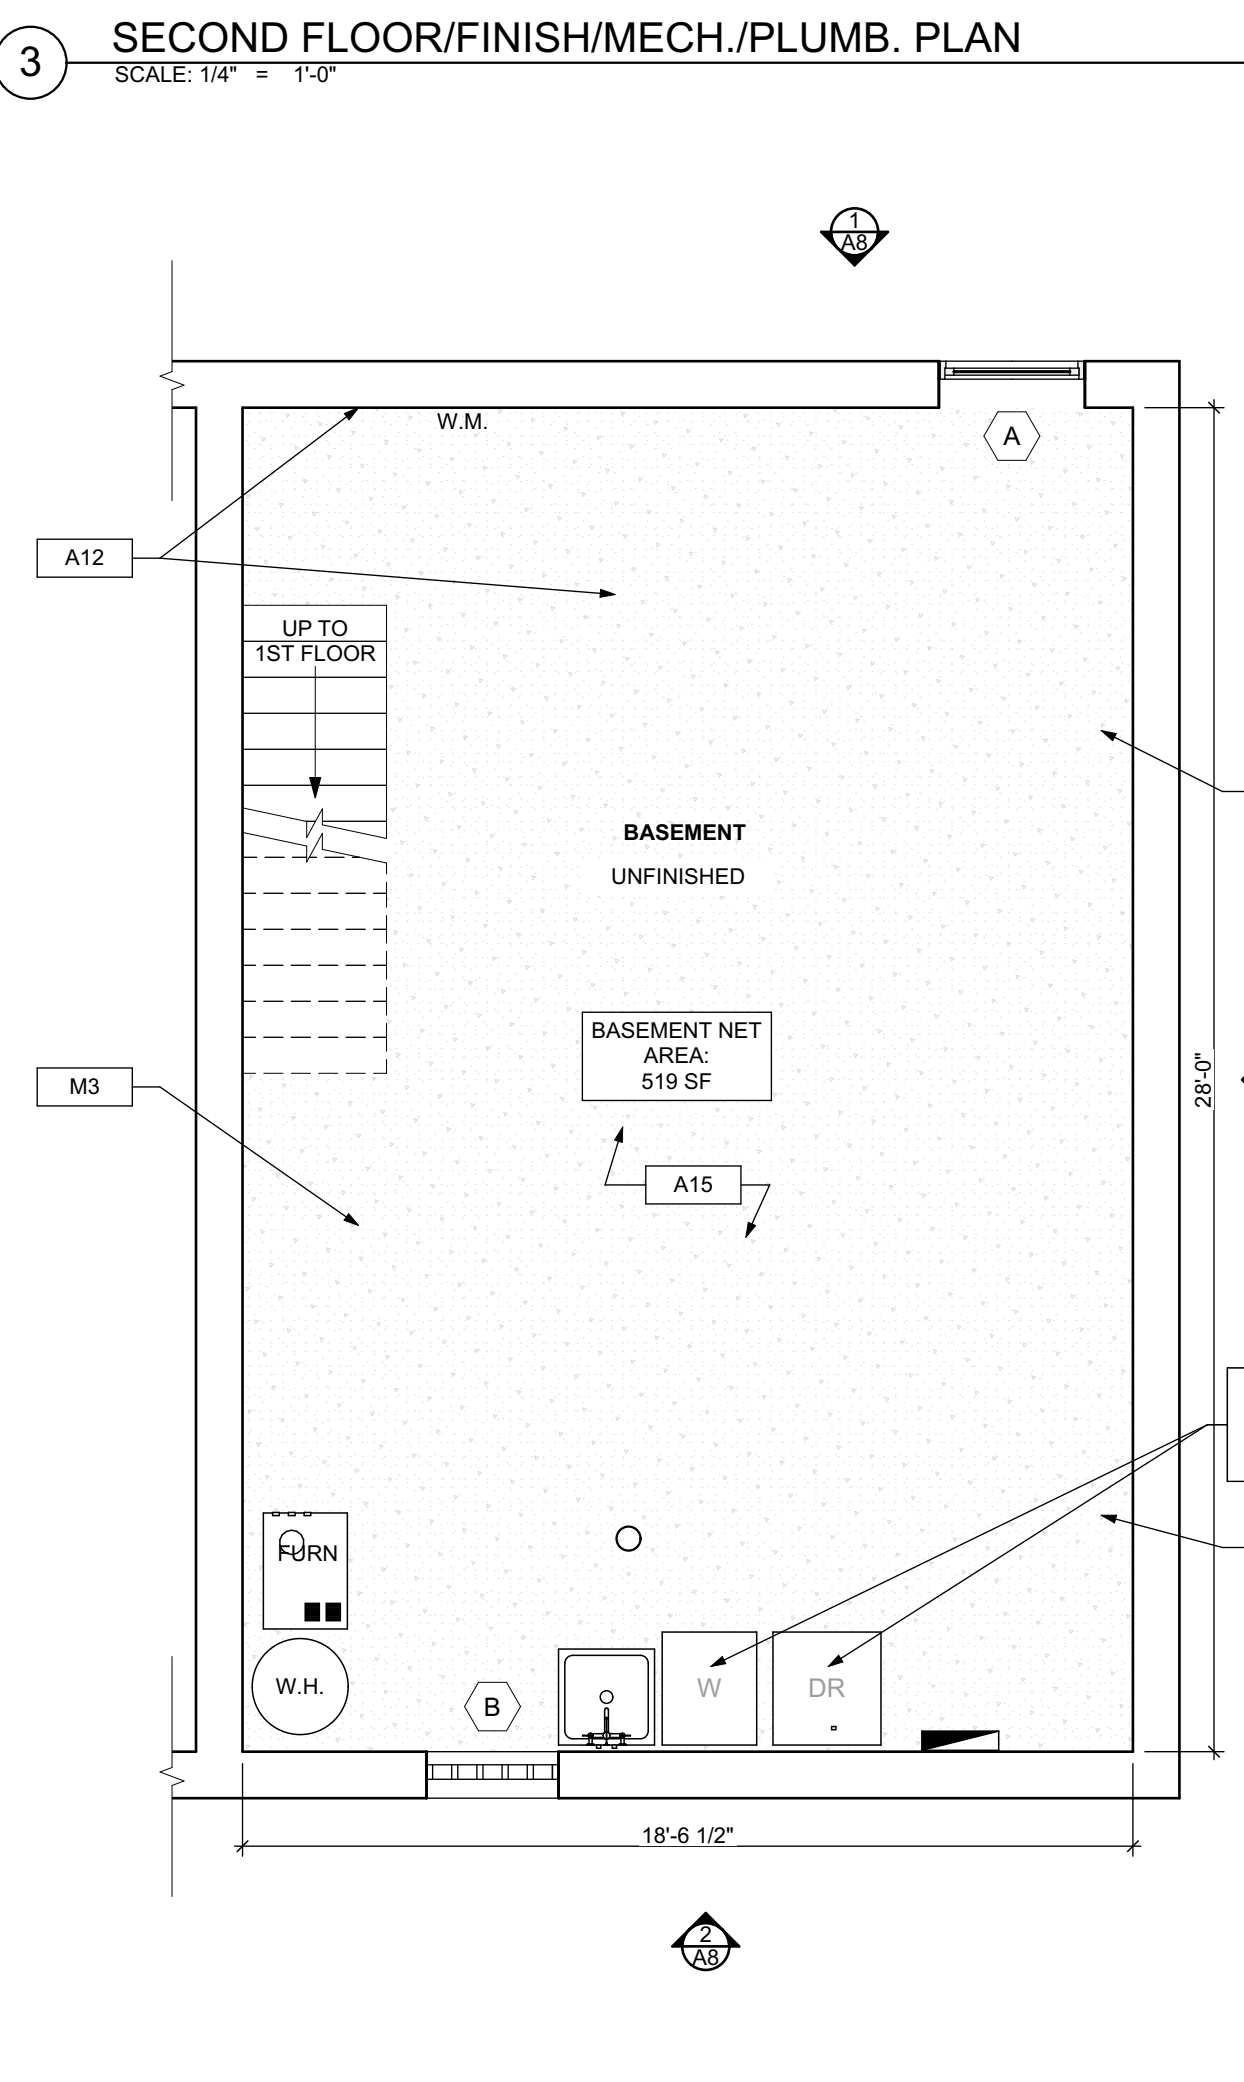 3
SECOND FLOOR/FINISH/MECH./PLUMB. PLAN
SCALE: 1/4" = 1'-0"
1
A8
W.M.
A
A12
UP TO
1ST FLOOR
BASEMENT
UNFINISHED
BASEMENT NET
AREA:
519 SF
28'-0"
M3
A15
FURN
W.H.
B
W
DR
18'-6 1/2"
2
A8